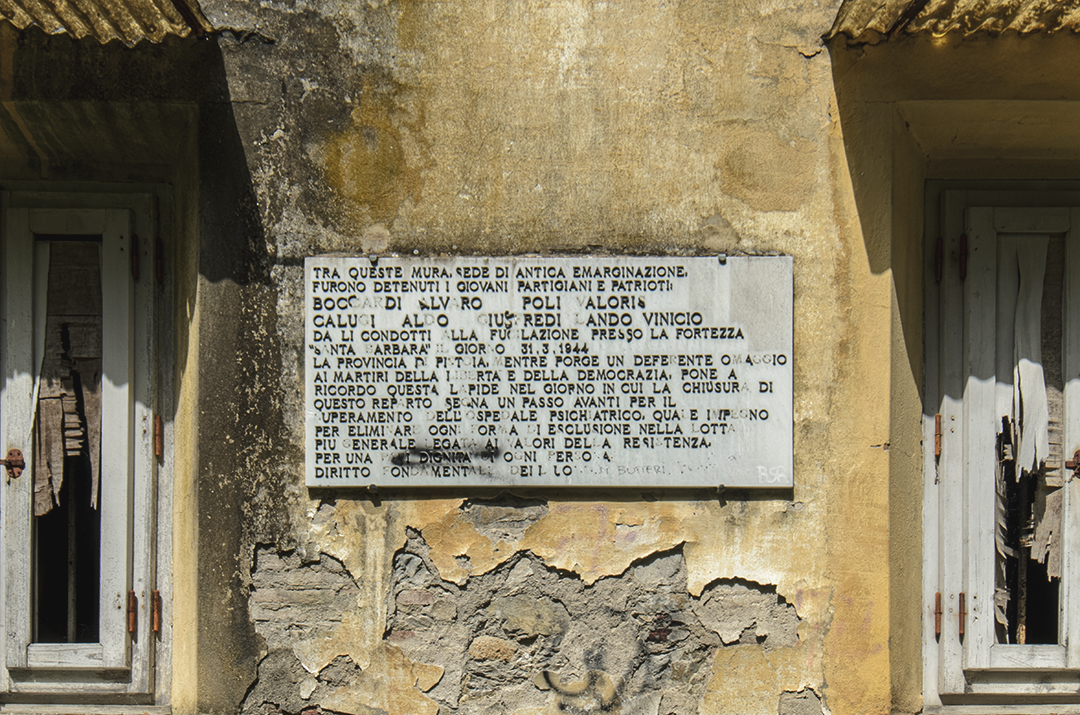 TRA QUESTE MURA, SEDE DI ANTICA EMARGINAZIONE,
FURONO DETENUTI I GIOVANI PARTIGIANI E PATRIOTI:
BOCCARDI ALVARO POLI VALORIS
CALUGI ALDO GIUSFREDI LANDO VINICIO
DA LI CONDOTTI ALLA FUCILAZIONE PRESSO LA FORTEZZA
"SANTA BARBARA" IL GIORNO 31.3.1944
LA PROVINCIA DI PISTOIA, MENTRE PORGE UN DEFERENTE OMAGGIO
AI MARTIRI DELLA LIBERTA E DELLA DEMOCRAZIA, PONE A
RICORDO QUESTA LAPIDE NEL GIORNO IN CUI LA CHIUSURA DI
QUESTO REPARTO SEGNA UN PASSO AVANTI PER IL
SUPERAMENTO DELL'OSPEDALE PSICHIATRICO, QUALE IMPEGNO
PER ELIMINARE OGNI FORMA DI ESCLUSIONE NELLA LOTTA
PIU GENERALE LEGATA AI VALORI DELLA RESISTENZA,
PER UNA DIGNITA DI OGNI PERSONA
DIRITTO FONDAMENTALE